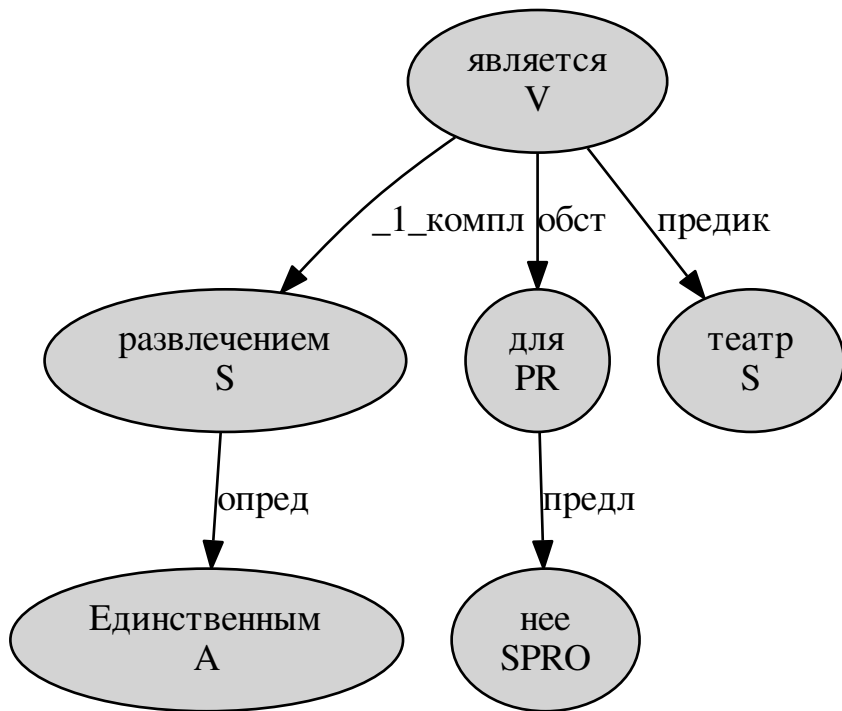 является
V
_1_компл
обст
предик
развлечением
S
для
PR
театр
S
опред
предл
Единственным
A
нее
SPRO